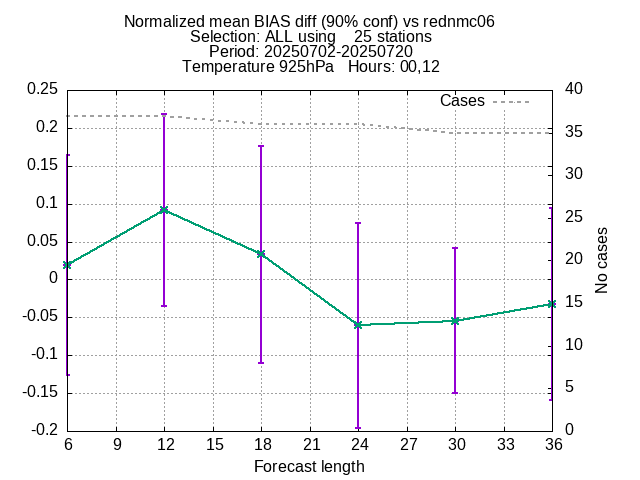 Normalized mean BIAS diff (90% conf) vs rednmc06
Selection: ALL using    25 stations
Period: 20250702-20250720
Temperature 925hPa   Hours: 00,12
Cases
0.25
0.2
0.15
0.1
0.05
0
-0.05
-0.1
-0.15
-0.2
40
35
30
25
20
15
10
5
0
No cases
6 9 12 15 18 21 24 27 30 33 36
Forecast length